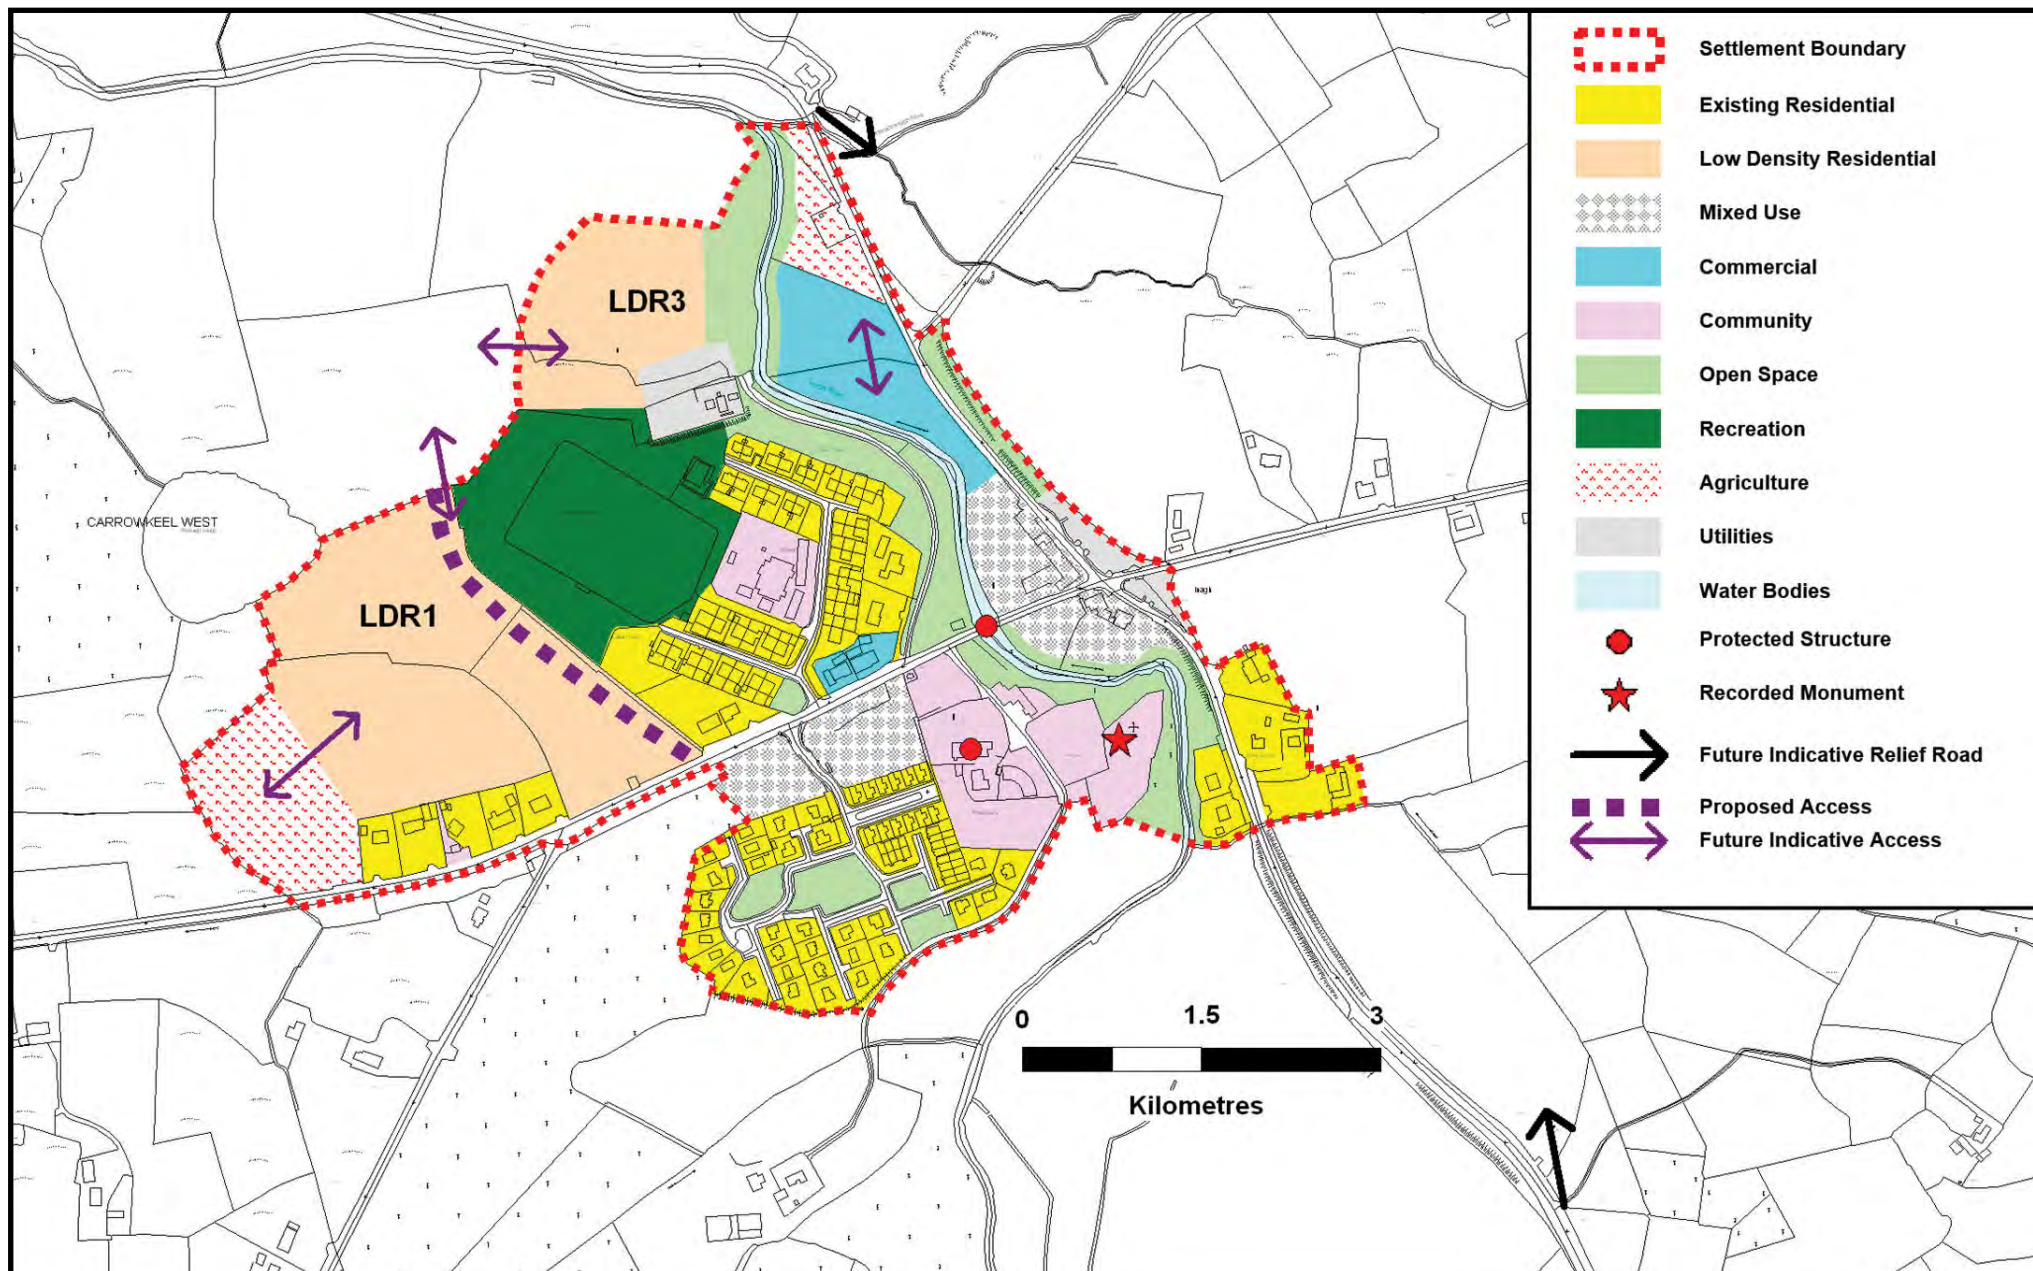 Settlement Boundary
Existing Residential
Low Density Residential
Mixed Use
Commercial
Community
Open Space
Recreation
Agriculture
Utilities
Water Bodies
Protected Structure
Recorded Monument
Future Indicative Relief Road
Proposed Access
Future Indicative Access
LDR3
CARROWKEEL WEST
LDR1
Inagh
0 1.5 3
Kilometres